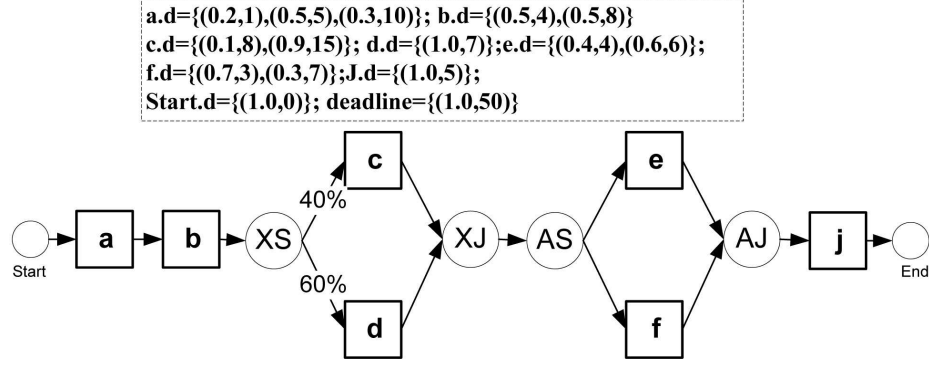 a.d={(0.2,1),(0.5,5),(0.3,10)}; b.d={(0.5,4),(0.5,8)}
c.d={(0.1,8),(0.9,15)}; d.d={(1.0,7)};e.d={(0.4,4),(0.6,6)};
f.d={(0.7,3),(0.3,7)};J.d={(1.0,5)};
Start.d={(1.0,0)}; deadline={(1.0,50)}
c
e
40%
a
b
XS
XJ
AS
AJ
j
Start
End
60%
d
f